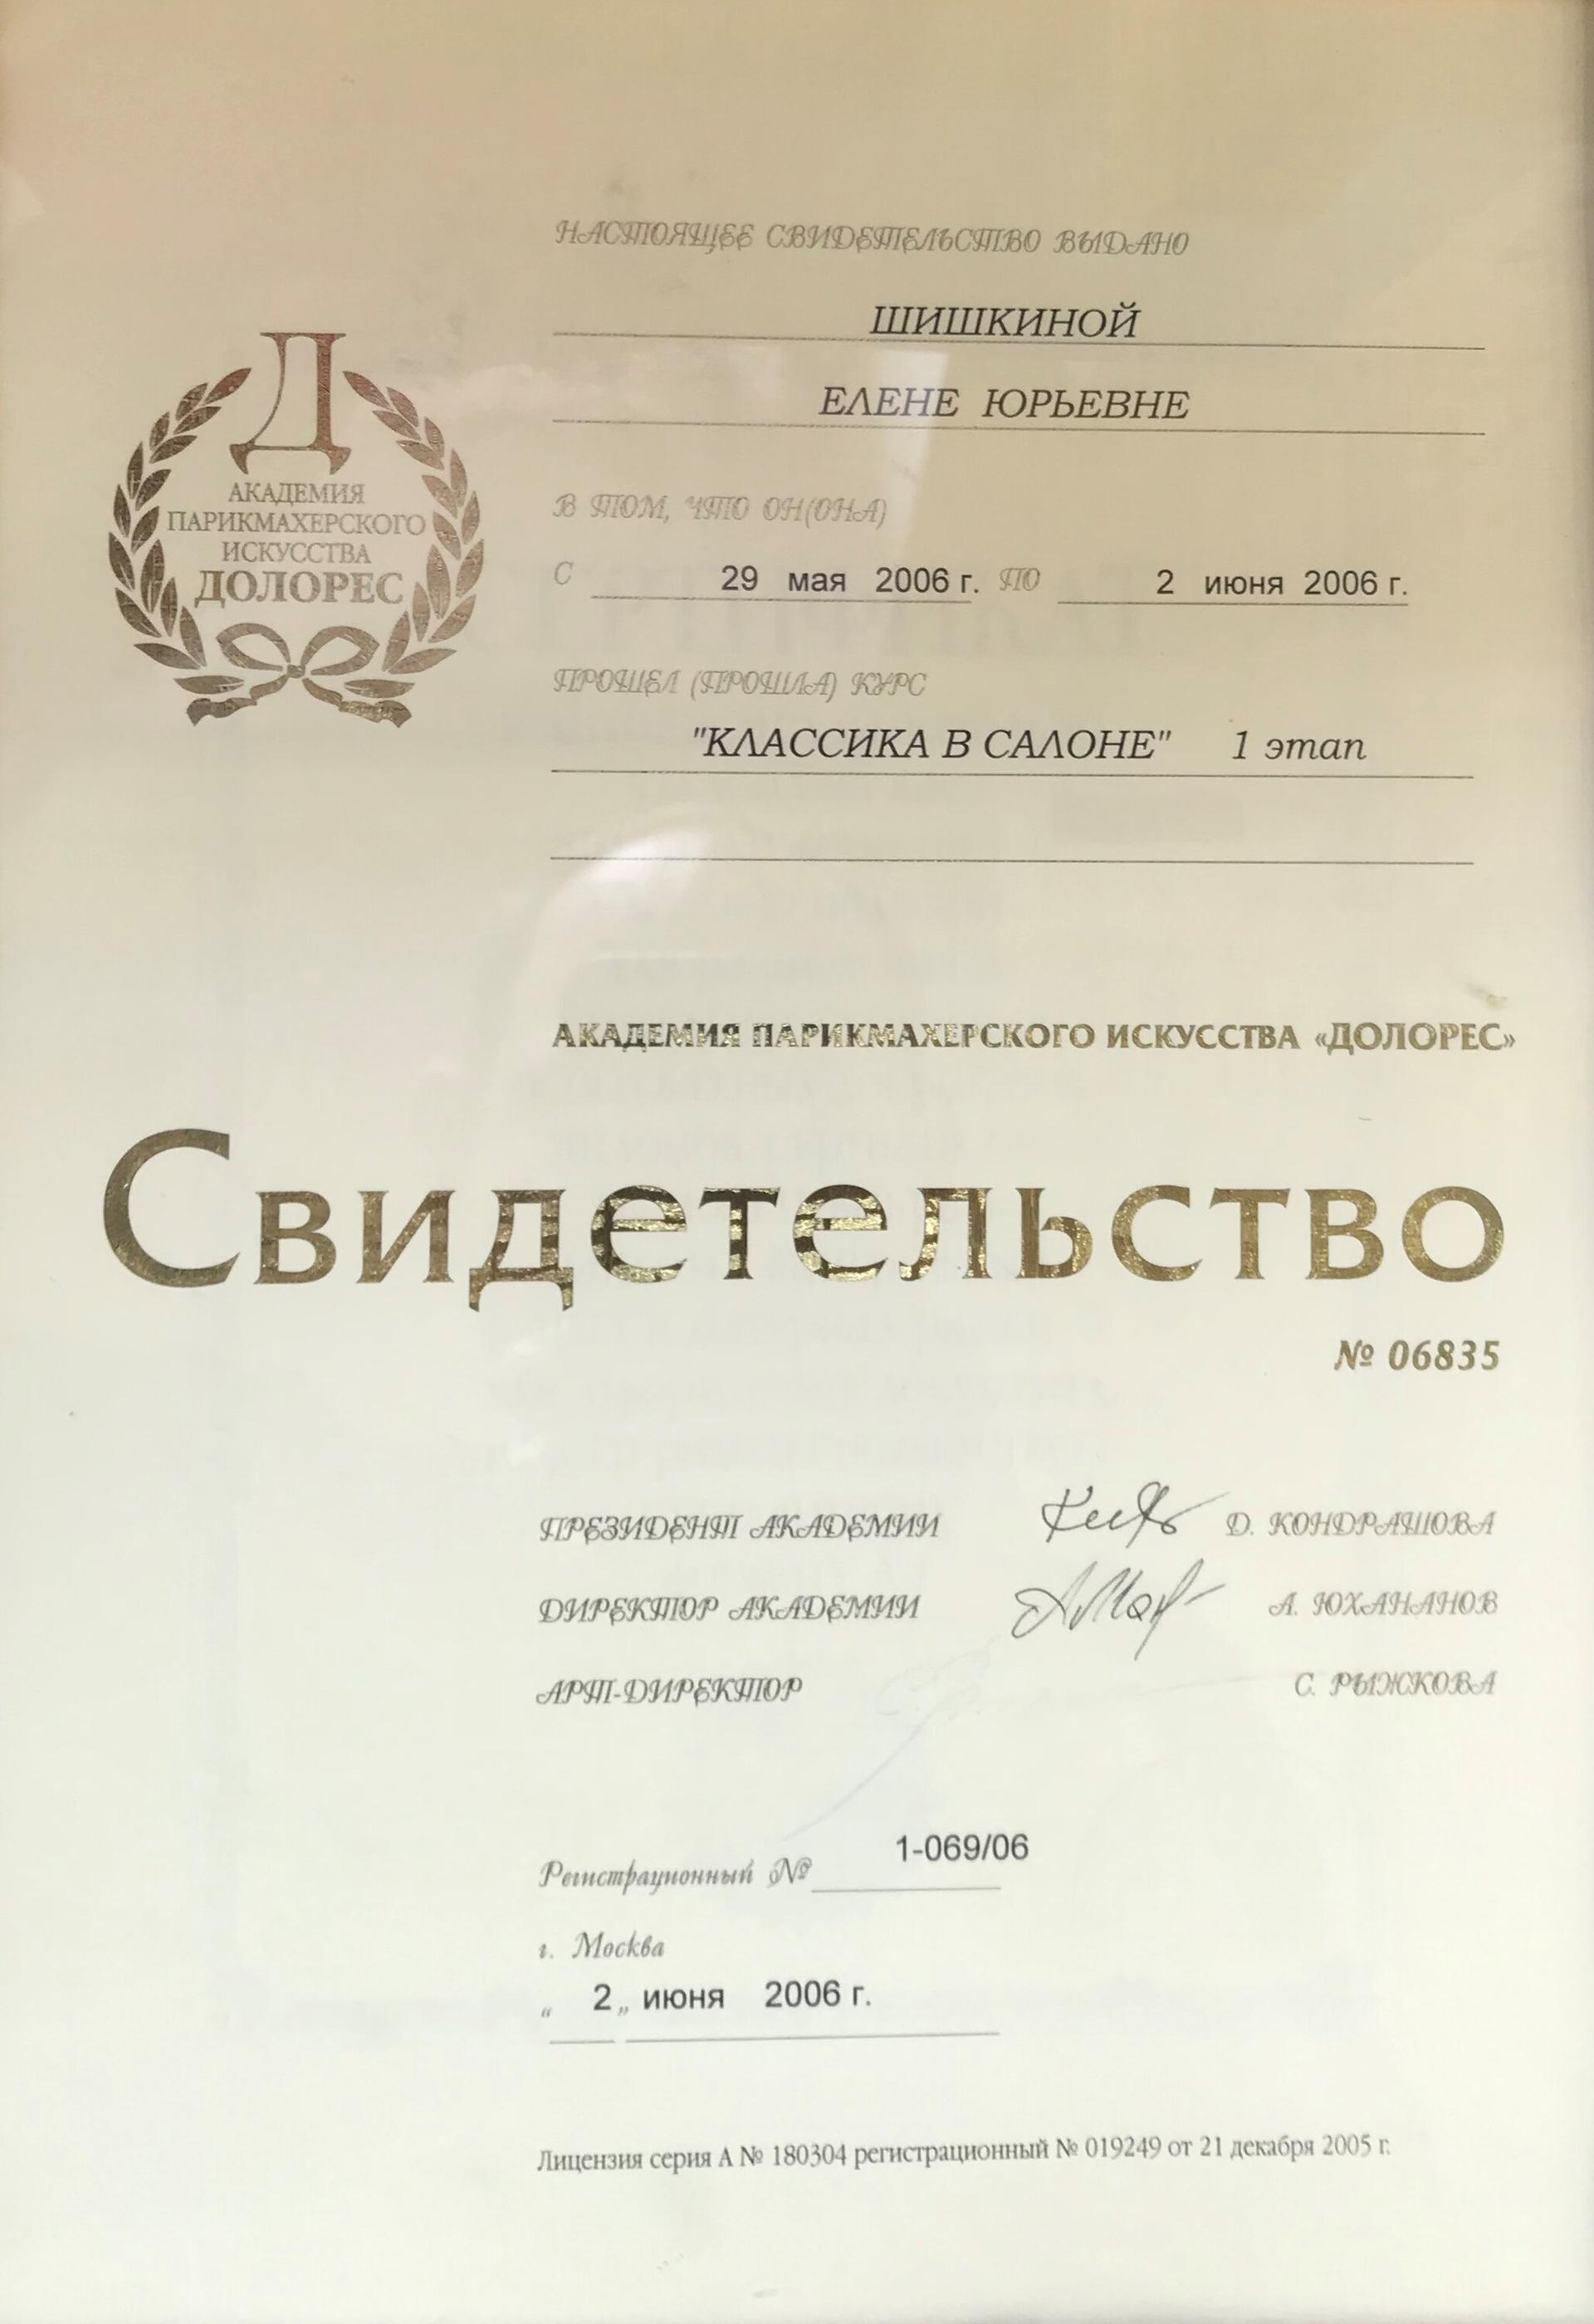 НАСТОЯЩЕЕ СВИДЕТЕЛЬСТВО ВЫДАНО
ШИШКИНОЙ
ЕЛЕНЕ ЮРЬЕВНЕ
Д
АКАДЕМИЯ
ПАРИКМАХЕРСКОГО
ИСКУССТВА
ДОЛОРЕС
В ТОМ, ЧТО ОН(ОНА)
С 29 мая 2006 г. ПО 2 июня 2006 г.
ПРОШЕЛ (ПРОШЛА) КУРС
"КЛАССИКА В САЛОНЕ" 1 этап
АКАДЕМИЯ ПАРИКМАХЕРСКОГО ИСКУССТВА «ДОЛОРЕС»
Свидетельство
№ 06835
ПРЕЗИДЕНТ АКАДЕМИИ Д. КОНДРАШОВА
ДИРЕКТОР АКАДЕМИИ А. ЮХАНАНОВ
АРТ-ДИРЕКТОР С. РЫЖКОВА
Регистрационный № 1-069/06
г. Москва
„ 2 „ июня 2006 г.
Лицензия серия А № 180304 регистрационный № 019249 от 21 декабря 2005 г.